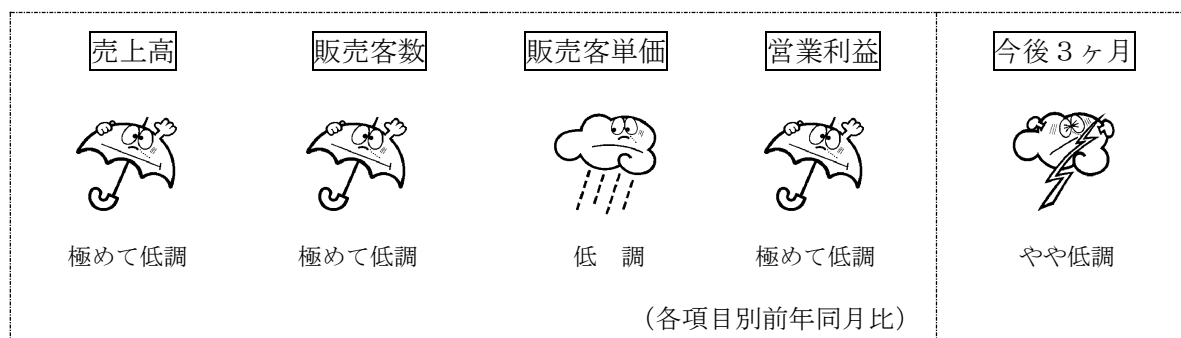 売上高　販売客数　販売客単価　営業利益　今後３ヶ月
極めて低調　極めて低調　低　調　極めて低調　やや低調
（各項目別前年同月比）